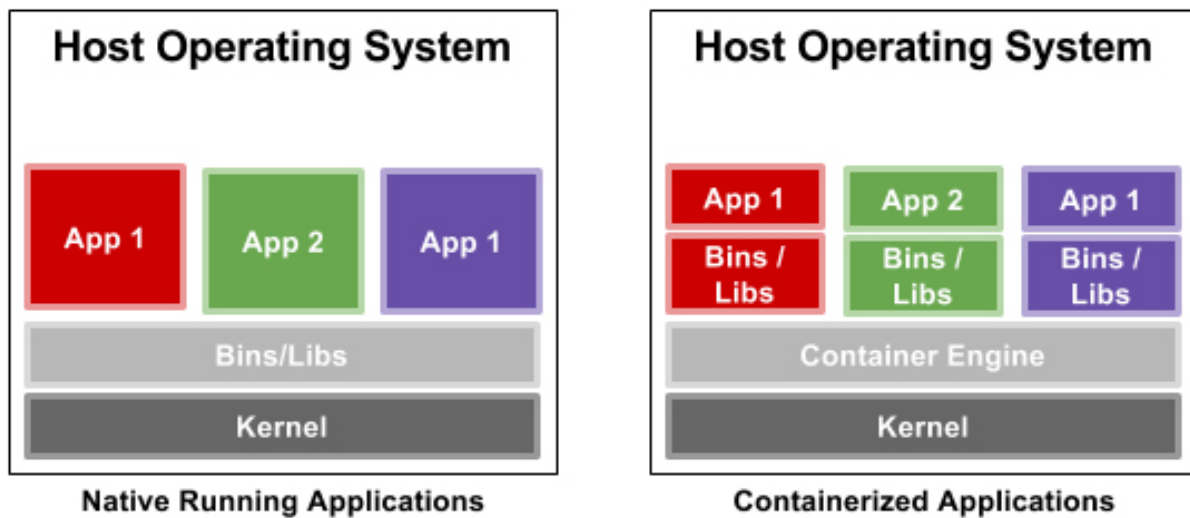 Host Operating System
App 1
App 2
App 1
Bins/Libs
Kernel
Native Running Applications
Host Operating System
App 1
App 2
App 1
Bins /
Libs
Bins /
Libs
Bins /
Libs
Container Engine
Kernel
Containerized Applications